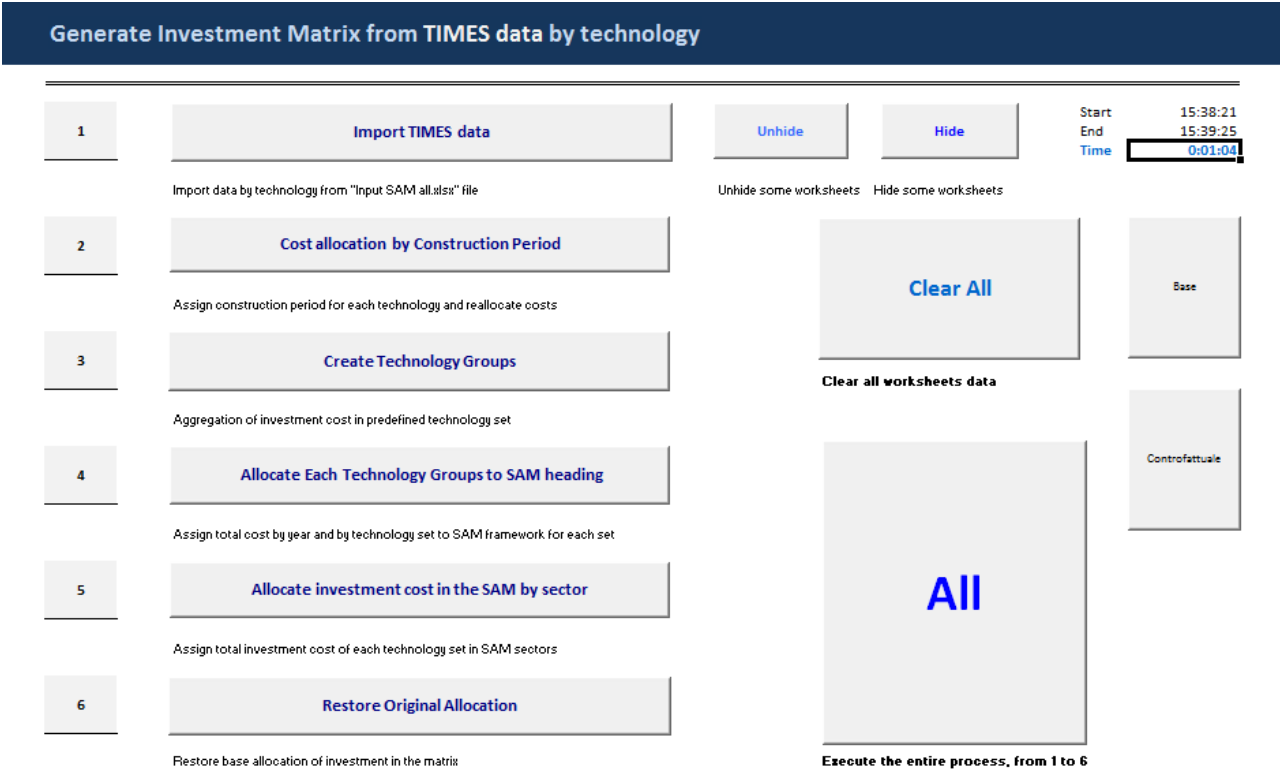 Generate Investment Matrix from TIMES data by technology
1
Import TIMES data
Unhide
Hide
Start 15:38:21
End 15:39:25
Time 0:01:04
Import data by technology from "Input SAM all.xlsx" file
Unhide some worksheets
Hide some worksheets
2
Cost allocation by Construction Period
Clear All
Base
Assign construction period for each technology and reallocate costs
3
Create Technology Groups
Clear all worksheets data
Aggregation of investment cost in predefined technology set
4
Allocate Each Technology Groups to SAM heading
Controfattuale
Assign total cost by year and by technology set to SAM framework for each set
5
Allocate investment cost in the SAM by sector
All
Assign total investment cost of each technology set in SAM sectors
6
Restore Original Allocation
Restore base allocation of investment in the matrix
Execute the entire process, from 1 to 6